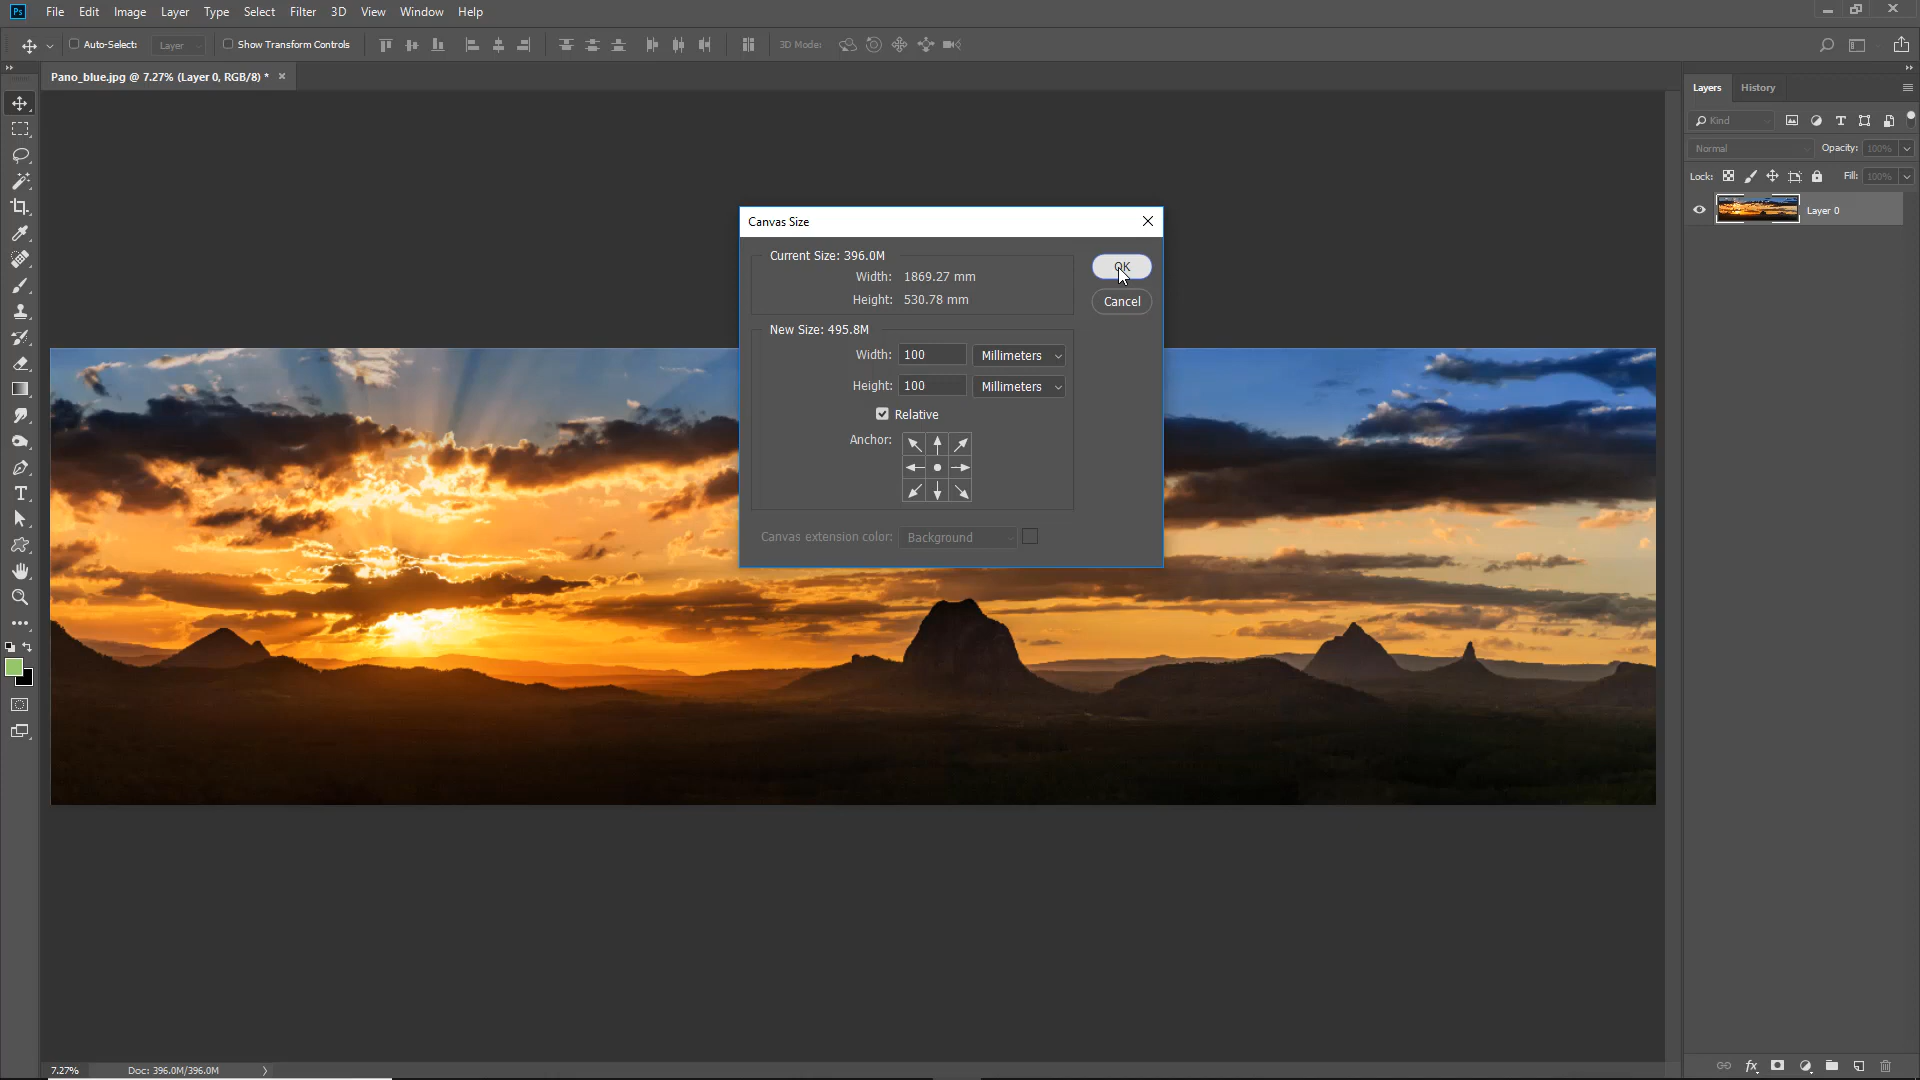 Ps File Edit Image Layer Type Select Filter 3D View Window Help
Auto-Select: Layer Show Transform Controls 3D Mode:
Pano_blue.jpg @ 7.27% (Layer 0, RGB/8) *
Layers History
Kind
Normal Opacity: 100%
Lock: Fill: 100%
Layer 0
Canvas Size
Current Size: 396.0M
Width: 1869.27 mm
Height: 530.78 mm
OK
Cancel
New Size: 495.8M
Width: 100 Millimeters
Height: 100 Millimeters
Relative
Anchor:
Canvas extension color: Background
7.27% Doc: 396.0M/396.0M